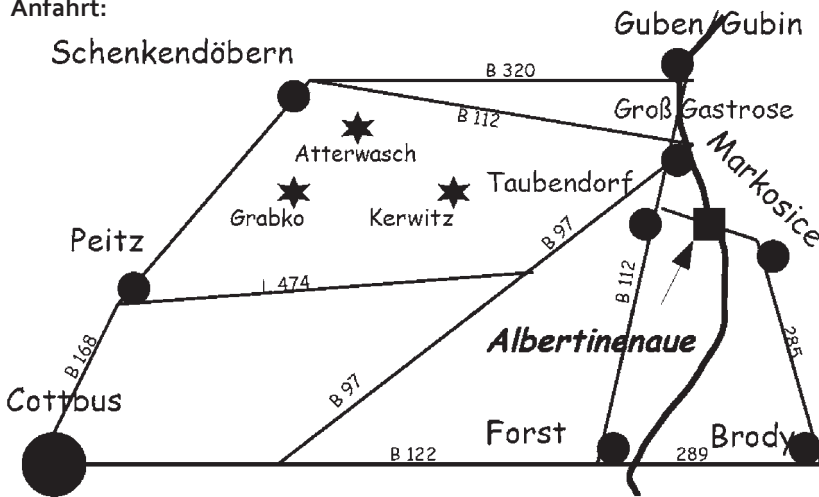 Anfahrt:
Guben/Gubin
Schenkendöbern
B 320
Groß Gastrose
B 112
Atterwasch
Markosice
Taubendorf
Grabko
Kerwitz
Peitz
B 97
B 112
L 474
Albertinenaue
285
B 168
B 97
Cottbus
Forst
Brody
B 122
289